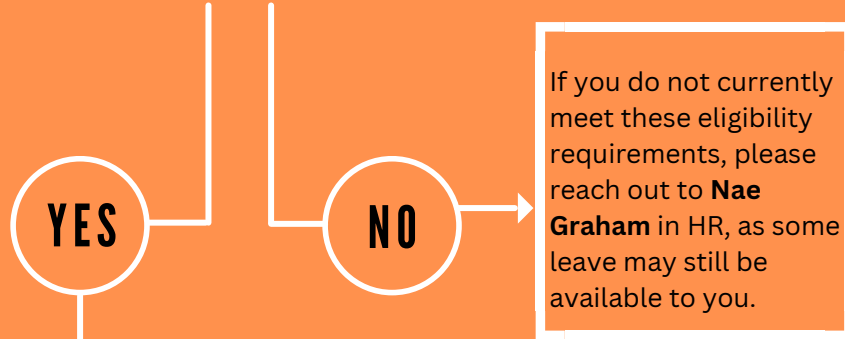 YES
NO
If you do not currently
meet these eligibility
requirements, please
reach out to Nae
Graham in HR, as some
leave may still be
available to you.